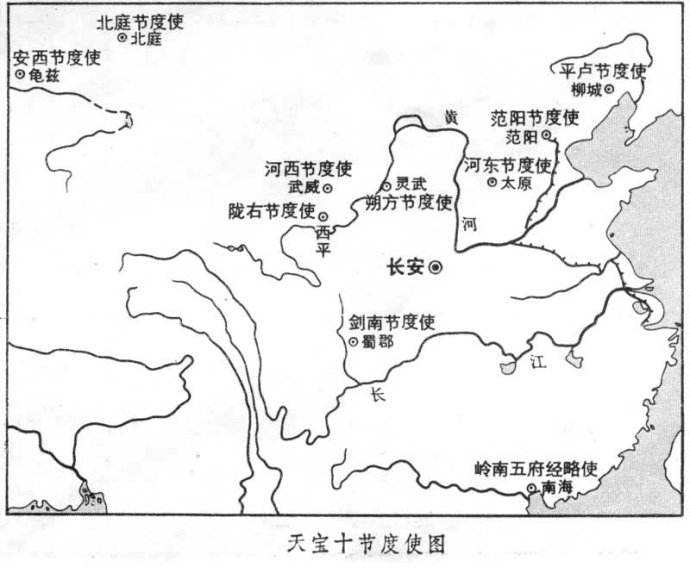 北庭节度使
北庭
安西节度使
龟兹
平卢节度使
柳城
范阳节度使
范阳
黄
河西节度使
武威
灵武
朔方节度使
河东节度使
太原
陇右节度使
西平
河
长安
剑南节度使
蜀郡
江
长
岭南五府经略使
南海
天宝十节度使图